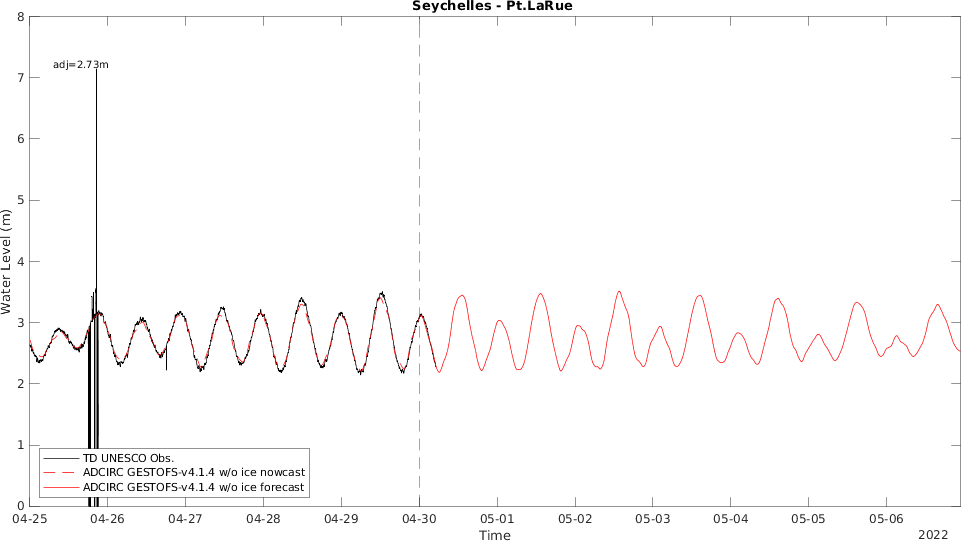 Seychelles - Pt.LaRue
8
7
6
5
4
3
2
1
0
Water Level (m)
adj=2.73m
TD UNESCO Obs.
ADCIRC GESTOFS-v4.1.4 w/o ice nowcast
ADCIRC GESTOFS-v4.1.4 w/o ice forecast
04-25 04-26 04-27 04-28 04-29 04-30 05-01 05-02 05-03 05-04 05-05 05-06
Time
2022